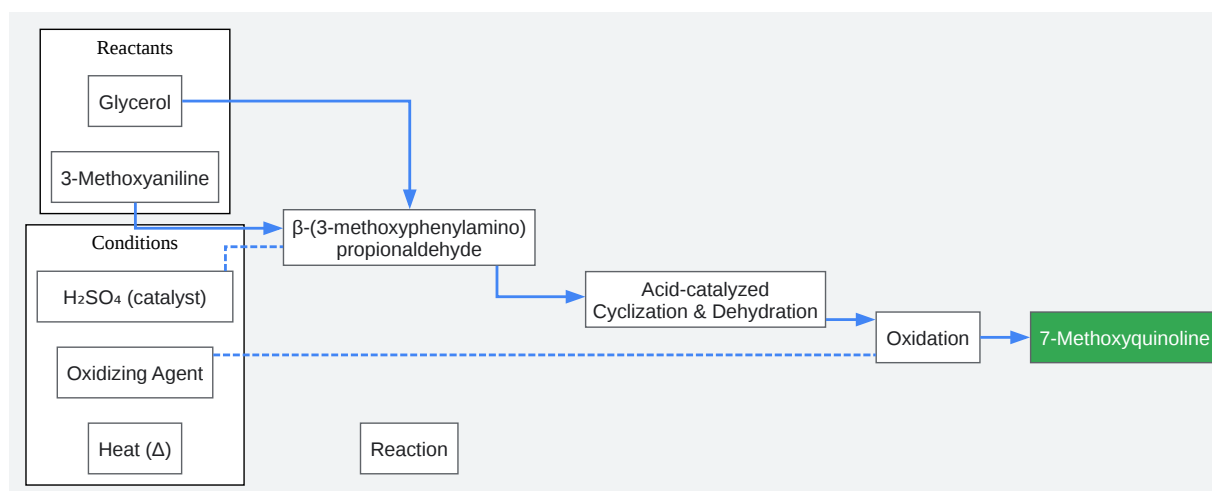 Reactants
Glycerol
3-Methoxyaniline
Conditions
H₂SO₄ (catalyst)
Oxidizing Agent
Heat (Δ)
β-(3-methoxyphenylamino)
propionaldehyde
Acid-catalyzed
Cyclization & Dehydration
Oxidation
7-Methoxyquinoline
Reaction